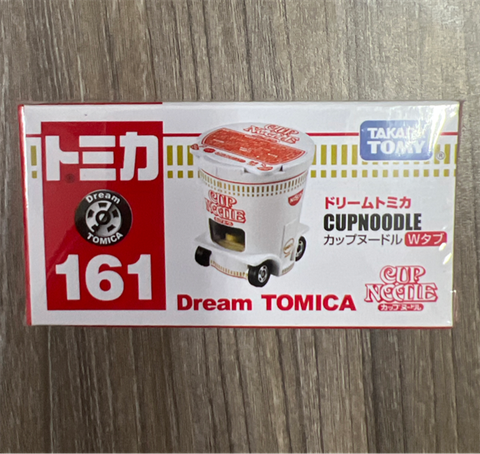 トミカ
Dream
TOMICA
161
CUP
NOODLE
CUP
NOODLE
Dream TOMICA
TAKARA
TOMY
ドリームトミカ
CUPNOODLE
カップヌードル Wタブ
CUP
NOODLE
カップヌードル